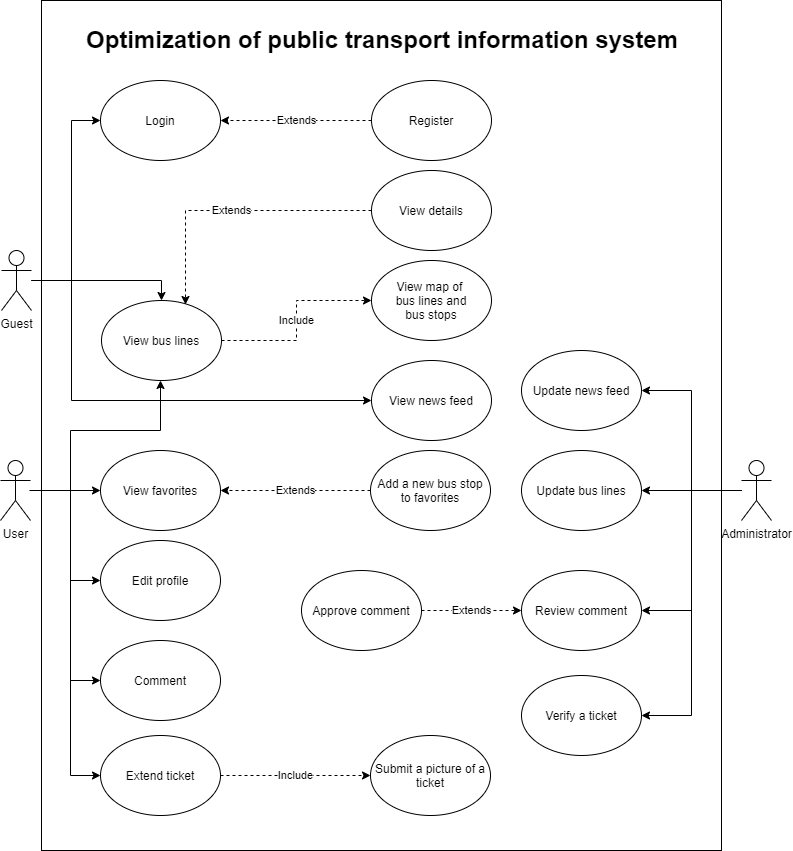 Optimization of public transport information system
Login
Extends
Register
Extends
View details
Guest
View map of
bus lines and
bus stops
Include
View bus lines
View news feed
Update news feed
User
View favorites
Extends
Add a new bus stop
to favorites
Update bus lines
Administrator
Edit profile
Approve comment
Extends
Review comment
Comment
Verify a ticket
Extend ticket
Include
Submit a picture of a
ticket